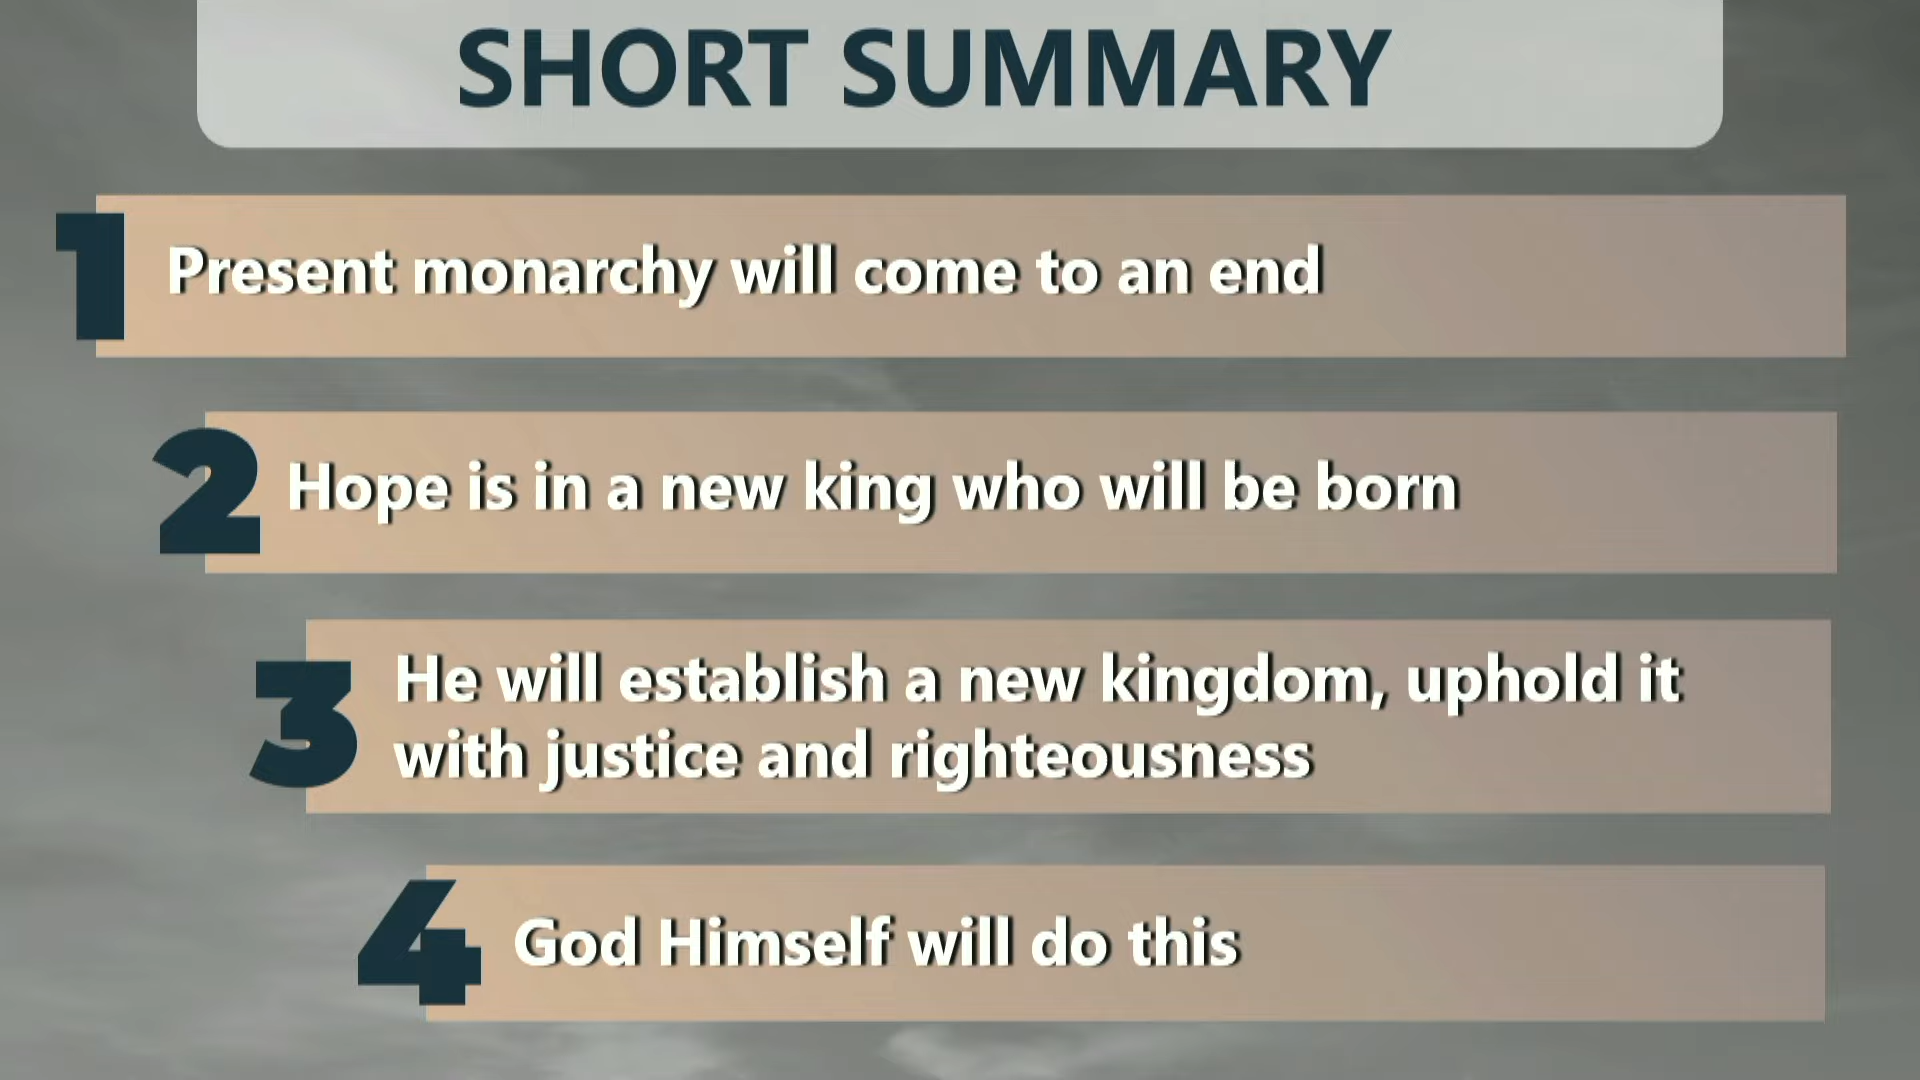 SHORT SUMMARY
1 Present monarchy will come to an end
2 Hope is in a new king who will be born
3 He will establish a new kingdom, uphold it
with justice and righteousness
4 God Himself will do this